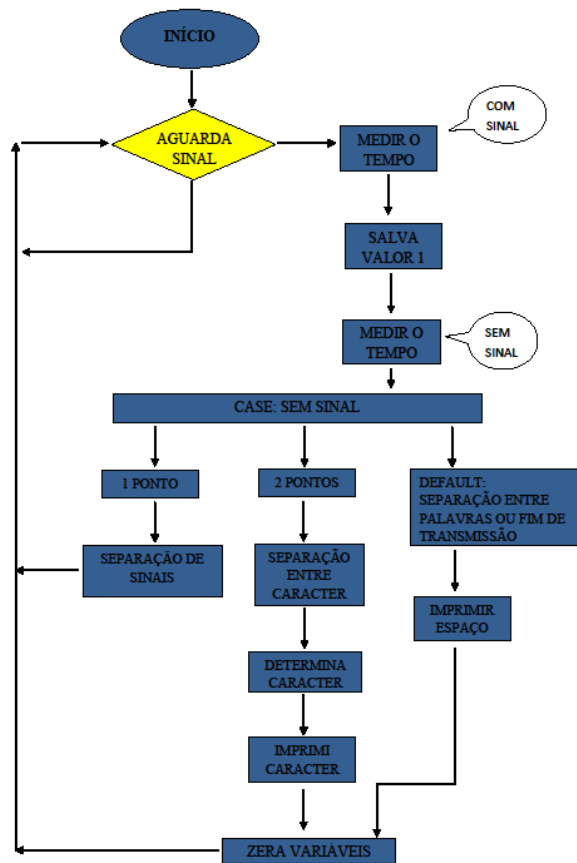 INÍCIO
AGUARDA
SINAL
MEDIR O
TEMPO
COM
SINAL
SALVA
VALOR 1
MEDIR O
TEMPO
SEM
SINAL
CASE: SEM SINAL
1 PONTO
2 PONTOS
DEFAULT:
SEPARAÇÃO ENTRE
PALAVRAS OU FIM DE
TRANSMISSÃO
SEPARAÇÃO DE
SINAIS
SEPARAÇÃO
ENTRE
CARACTER
IMPRIMIR
ESPAÇO
DETERMINA
CARACTER
IMPRIMI
CARACTER
ZERA VARIÁVEIS